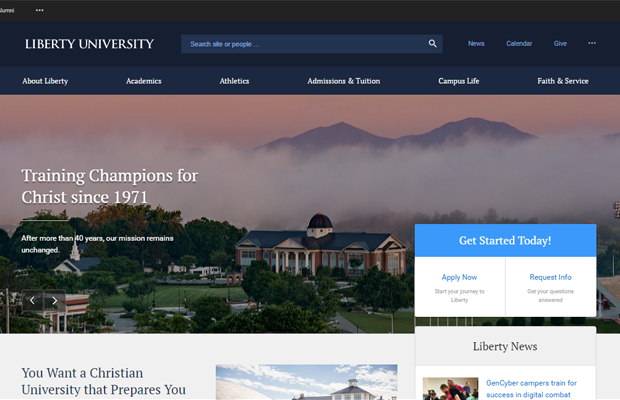 Alumni
LIBERTY UNIVERSITY
Search site or people ...
News
Calendar
Give
About Liberty
Academics
Athletics
Admissions & Tuition
Campus Life
Faith & Service
Training Champions for
Christ since 1971
After more than 40 years, our mission remains
unchanged.
Get Started Today!
Apply Now
Start your journey to
Liberty
Request Info
Get your questions
answered
Liberty News
You Want a Christian
University that Prepares You
GenCyber campers train for
success in digital combat